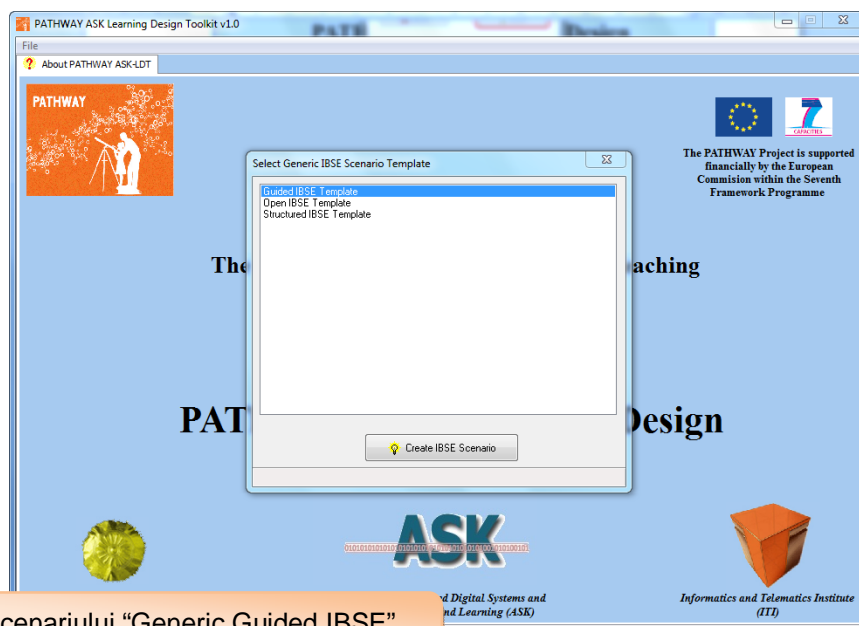 PATHWAY ASK Learning Design Toolkit v1.0
File
? About PATHWAY ASK-LDT
PATHWAY
CAPACITIES
The PATHWAY Project is supported
financially by the European
Commision within the Seventh
Framework Programme
Select Generic IBSE Scenario Template
Guided IBSE Template
Open IBSE Template
Structured IBSE Template
The
aching
PAT
Design
Create IBSE Scenario
ASK
d Digital Systems and
nd Learning (ASK)
Informatics and Telematics Institute
(ITI)
cenariului “Generic Guided IBSE”